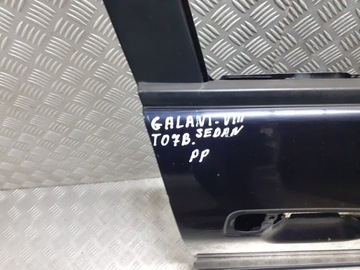 GALANT-VIII
T07B. SEDAN
PP